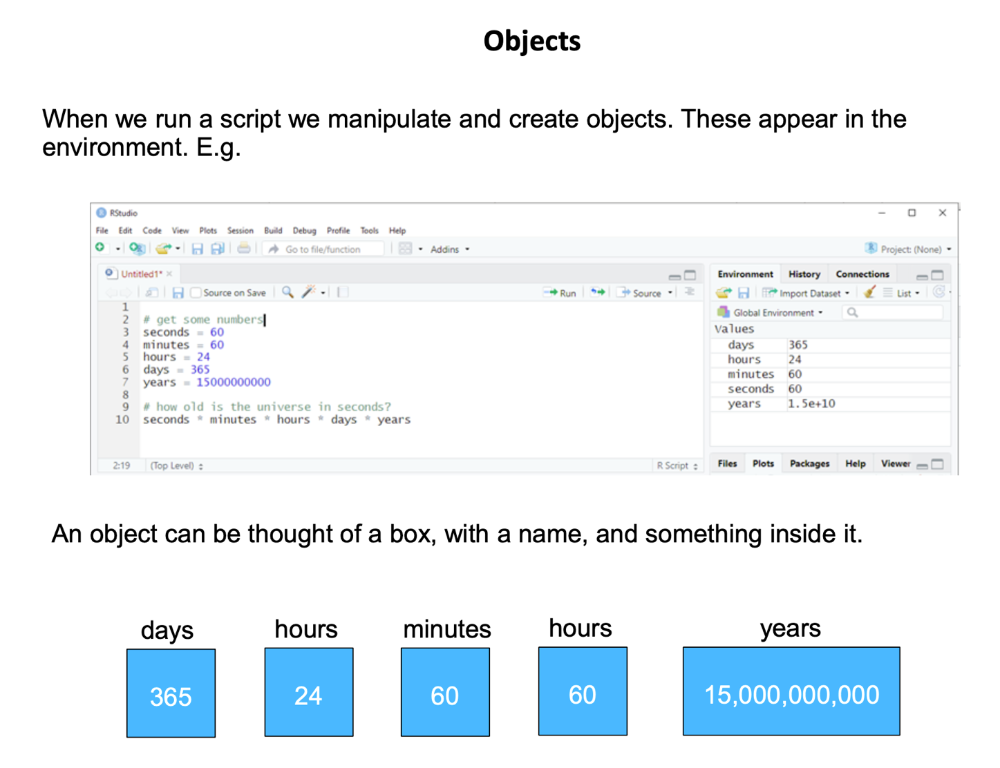 Objects
When we run a script we manipulate and create objects. These appear in the
environment. E.g.
RStudio
File Edit Code View Plots Session Build Debug Profile Tools Help
Go to file/function Addins Project: (None)
Untitled1*
Source on Save Run Source
1
2 # get some numbers
3 seconds = 60
4 minutes = 60
5 hours = 24
6 days = 365
7 years = 15000000000
8
9 # how old is the universe in seconds?
10 seconds * minutes * hours * days * years
2:19 (Top Level) R Script
Environment History Connections
Import Dataset List
Global Environment
Values
days 365
hours 24
minutes 60
seconds 60
years 1.5e+10
Files Plots Packages Help Viewer
An object can be thought of a box, with a name, and something inside it.
days hours minutes hours years
365 24 60 60 15,000,000,000